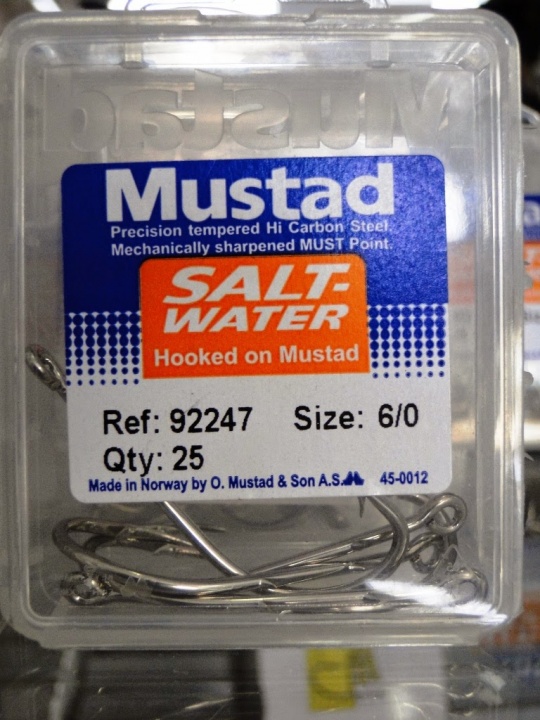 Mustad
Mustad
Precision tempered Hi Carbon Steel.
Mechanically sharpened MUST Point.
SALT-
WATER
Hooked on Mustad
Ref: 92247 Size: 6/0
Qty: 25
Made in Norway by O. Mustad & Son A.S. 45-0012